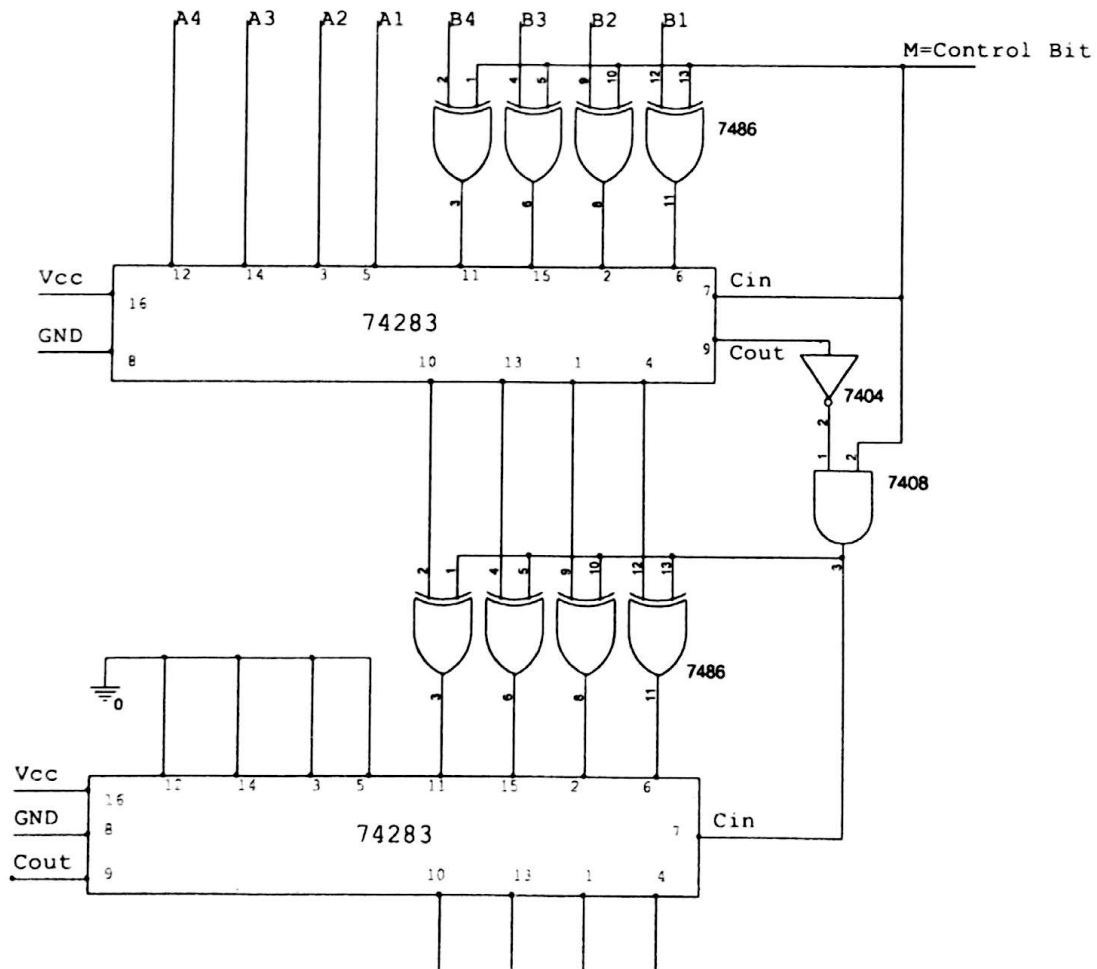 A4 A3 A2 A1 B4 B3 B2 B1
M=Control Bit
2 1 4 5 9 10 12 13
7486
3 6 8 11
Vcc 12 14 3 5 11 15 2 6 Cin
16 7
GND 74283
8 10 13 1 4 9 Cout
7404
2
1 2
7408
3
2 1 4 5 9 10 12 13
7486
0
3 6 8 11
Vcc 12 14 3 5 11 15 2 6
16
GND 8 74283 7 Cin
Cout 9 10 13 1 4